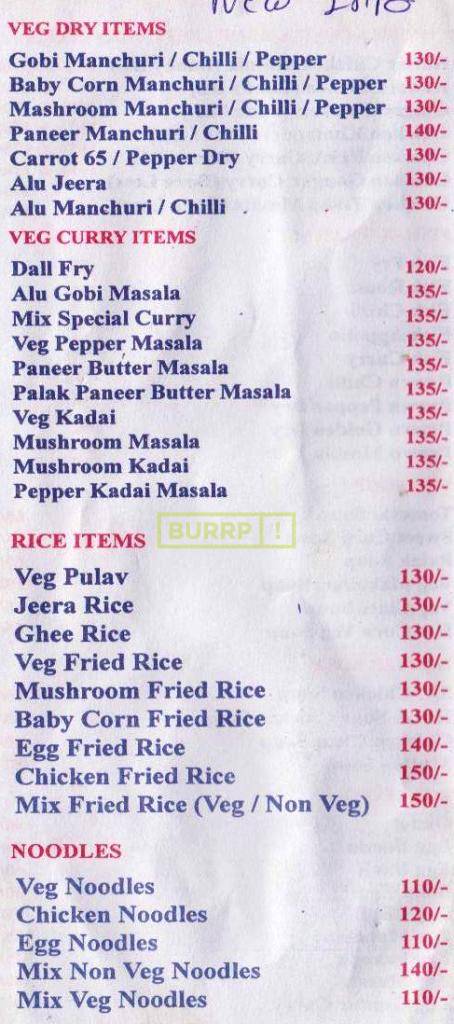 New
VEG DRY ITEMS
Gobi Manchuri / Chilli / Pepper 130/-
Baby Corn Manchuri / Chilli / Pepper 130/-
Mashroom Manchuri / Chilli / Pepper 130/-
Paneer Manchuri / Chilli 140/-
Carrot 65 / Pepper Dry 130/-
Alu Jeera 130/-
Alu Manchuri / Chilli 130/-
VEG CURRY ITEMS
Dall Fry 120/-
Alu Gobi Masala 135/-
Mix Special Curry 135/-
Veg Pepper Masala 135/-
Paneer Butter Masala 135/-
Palak Paneer Butter Masala 135/-
Veg Kadai 135/-
Mushroom Masala 135/-
Mushroom Kadai 135/-
Pepper Kadai Masala 135/-
BURRP !
RICE ITEMS
Veg Pulav 130/-
Jeera Rice 130/-
Ghee Rice 130/-
Veg Fried Rice 130/-
Mushroom Fried Rice 130/-
Baby Corn Fried Rice 130/-
Egg Fried Rice 140/-
Chicken Fried Rice 150/-
Mix Fried Rice (Veg / Non Veg) 150/-
NOODLES
Veg Noodles 110/-
Chicken Noodles 120/-
Egg Noodles 110/-
Mix Non Veg Noodles 140/-
Mix Veg Noodles 110/-